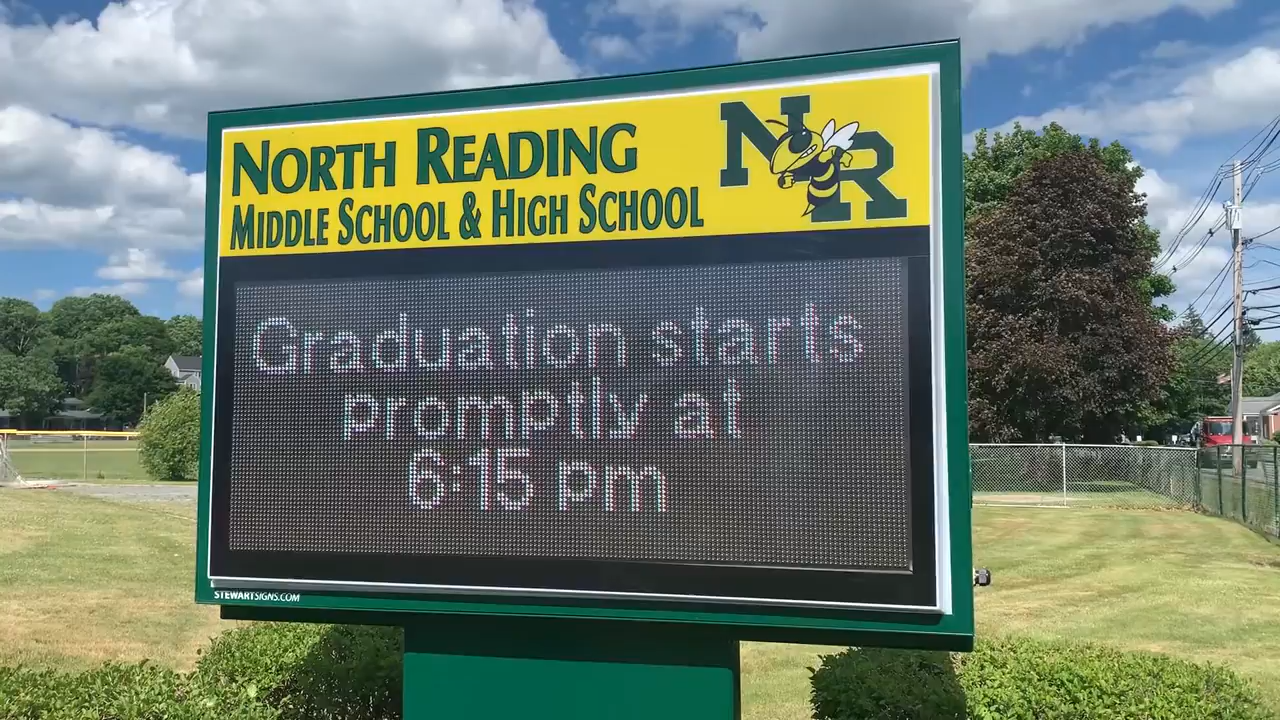 NORTH READING
MIDDLE SCHOOL & HIGH SCHOOL
NR
Graduation starts
promptly at
6:15 pm
STEWARTSIGNS.COM